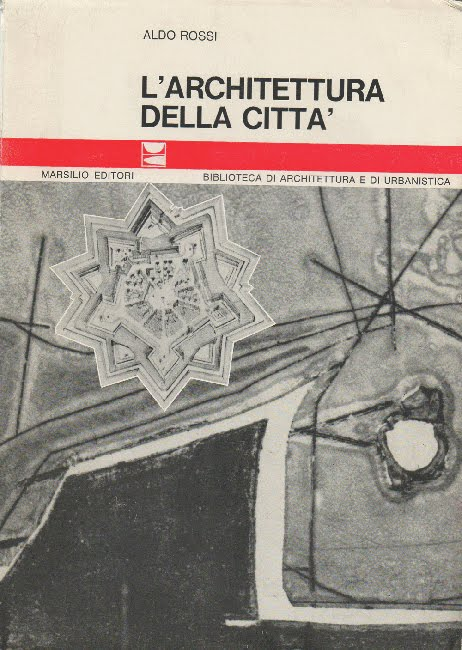 ALDO ROSSI
L'ARCHITETTURA
DELLA CITTA'
MARSILIO EDITORI BIBLIOTECA DI ARCHITETTURA E DI URBANISTICA